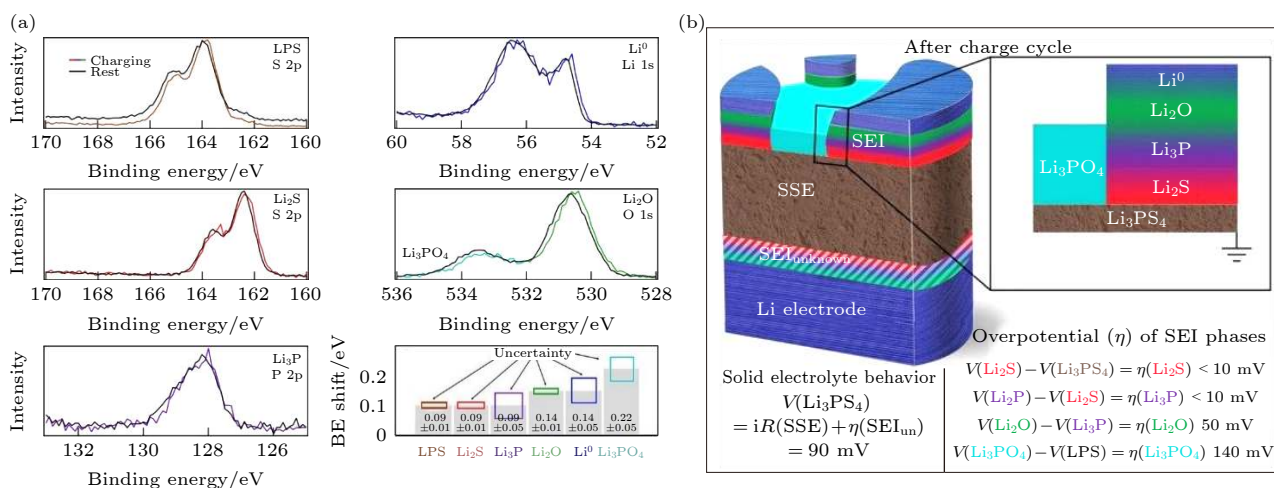 (a)
Intensity
Charging
Rest
LPS
S 2p
170 168 166 164 162 160
Binding energy/eV
Intensity
Li⁰
Li 1s
60 58 56 54 52
Binding energy/eV
Intensity
Li₂S
S 2p
170 168 166 164 162 160
Binding energy/eV
Intensity
Li₂O
O 1s
Li₃PO₄
536 534 532 530 528
Binding energy/eV
Intensity
Li₃P
P 2p
132 130 128 126
Binding energy/eV
BE shift/eV
Uncertainty
0.2
0.1
0
0.09 0.09 0.09 0.14 0.14 0.22
±0.01 ±0.01 ±0.05 ±0.01 ±0.05 ±0.05
LPS Li₂S Li₃P Li₂O Li⁰ Li₃PO₄
(b)
After charge cycle
SEI
SSE
SEIunknown
Li electrode
Li⁰
Li₂O
Li₃P
Li₂S
Li₃PO₄
Li₃PS₄
Solid electrolyte behavior
V(Li₃PS₄)
= iR(SSE)+η(SEIun)
= 90 mV
Overpotential (η) of SEI phases
V(Li₂S)−V(Li₃PS₄)=η(Li₂S) <10 mV
V(Li₂P)−V(Li₂S)=η(Li₃P) <10 mV
V(Li₂O)−V(Li₃P)=η(Li₂O) 50 mV
V(Li₃PO₄)−V(LPS)=η(Li₃PO₄) 140 mV